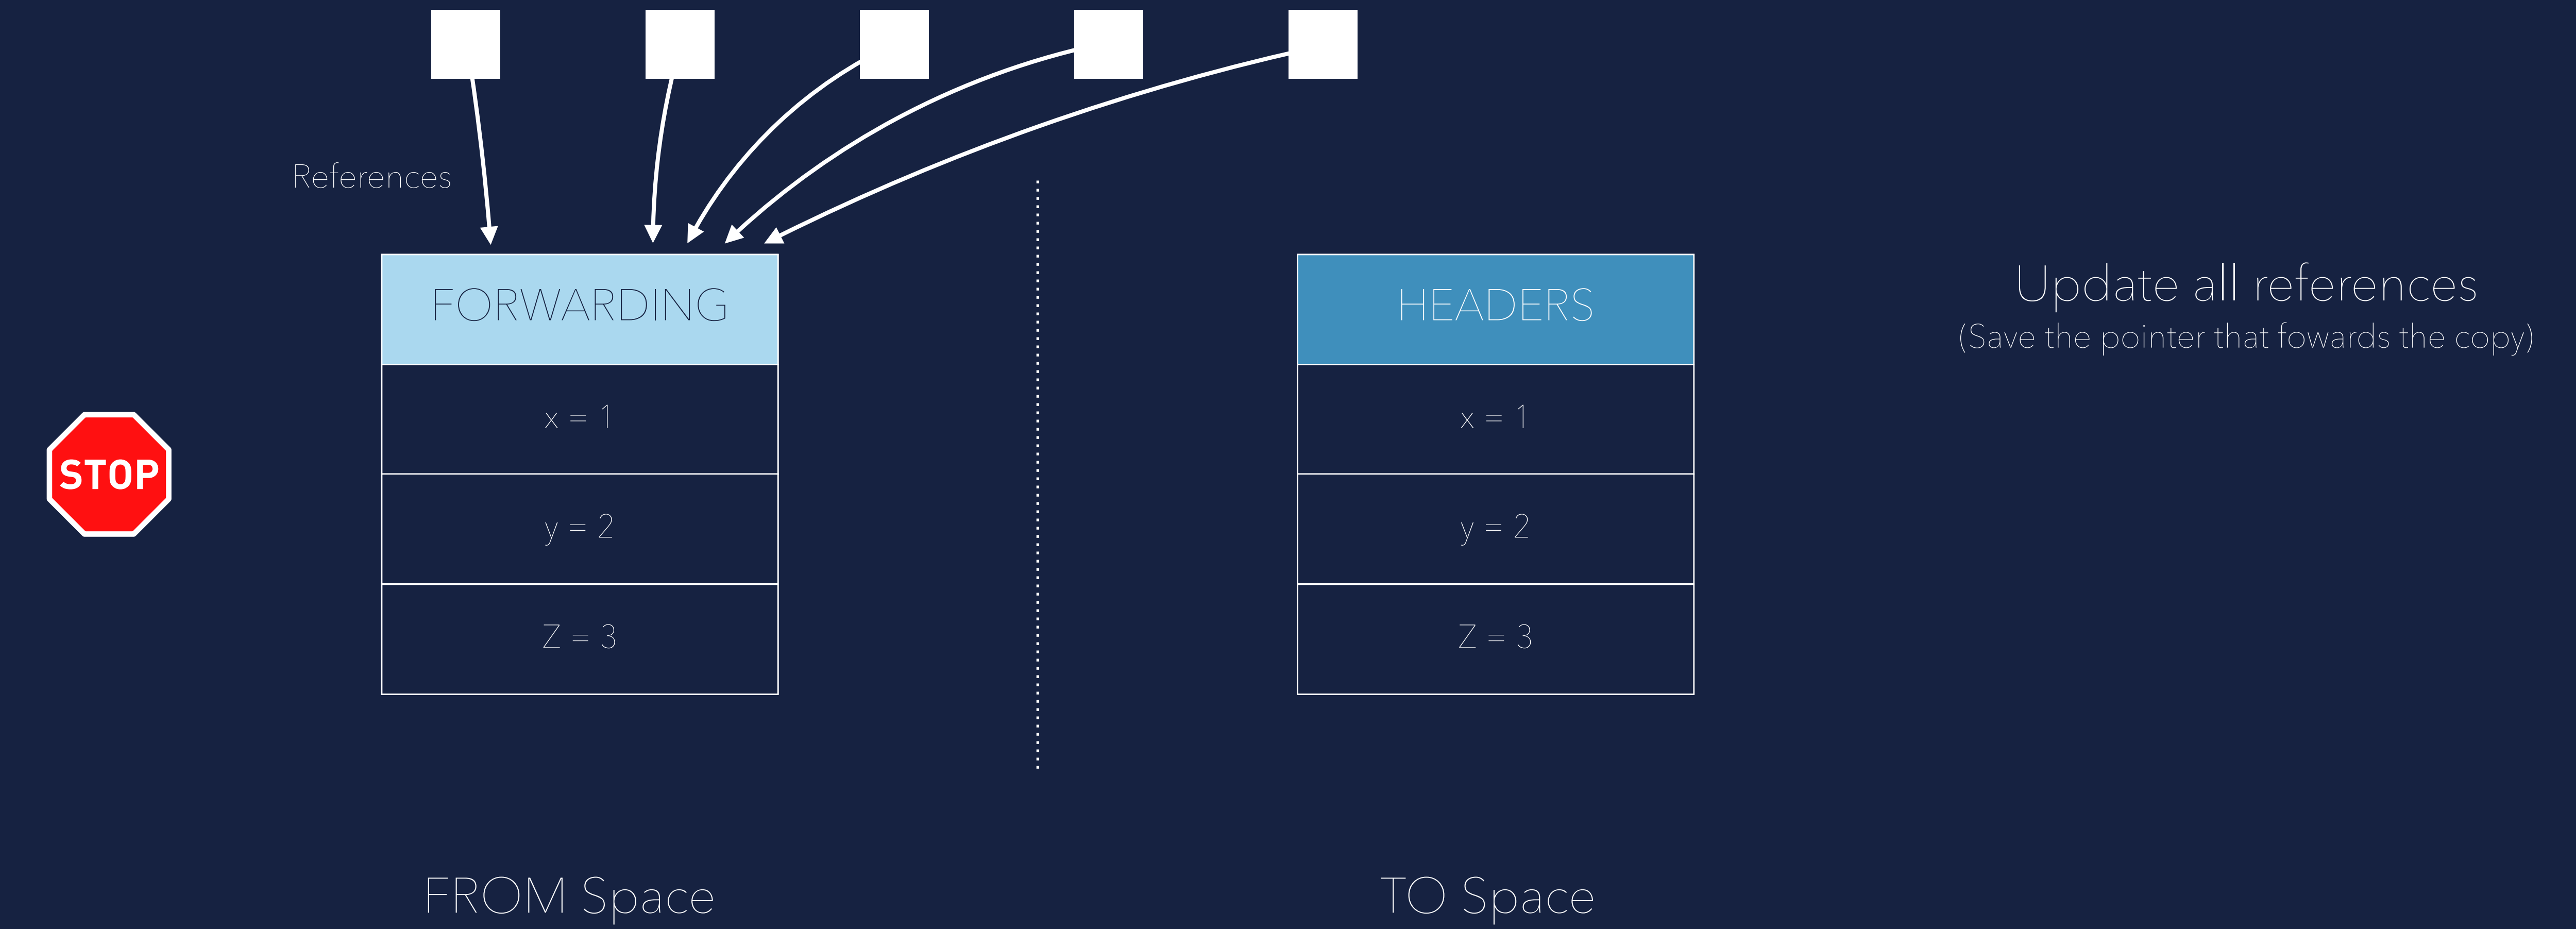 References
FORWARDING
HEADERS
Update all references
(Save the pointer that fowards the copy)
x = 1
x = 1
STOP
y = 2
y = 2
Z = 3
Z = 3
FROM Space
TO Space